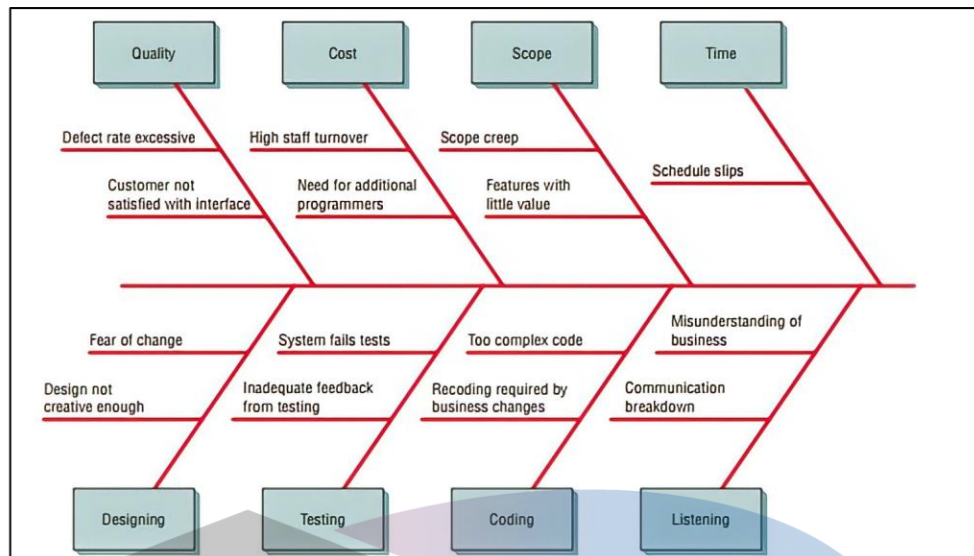 Quality
Cost
Scope
Time
Defect rate excessive
High staff turnover
Scope creep
Schedule slips
Customer not
satisfied with interface
Need for additional
programmers
Features with
little value
Fear of change
System fails tests
Too complex code
Misunderstanding of
business
Design not
creative enough
Inadequate feedback
from testing
Recoding required by
business changes
Communication
breakdown
Designing
Testing
Coding
Listening